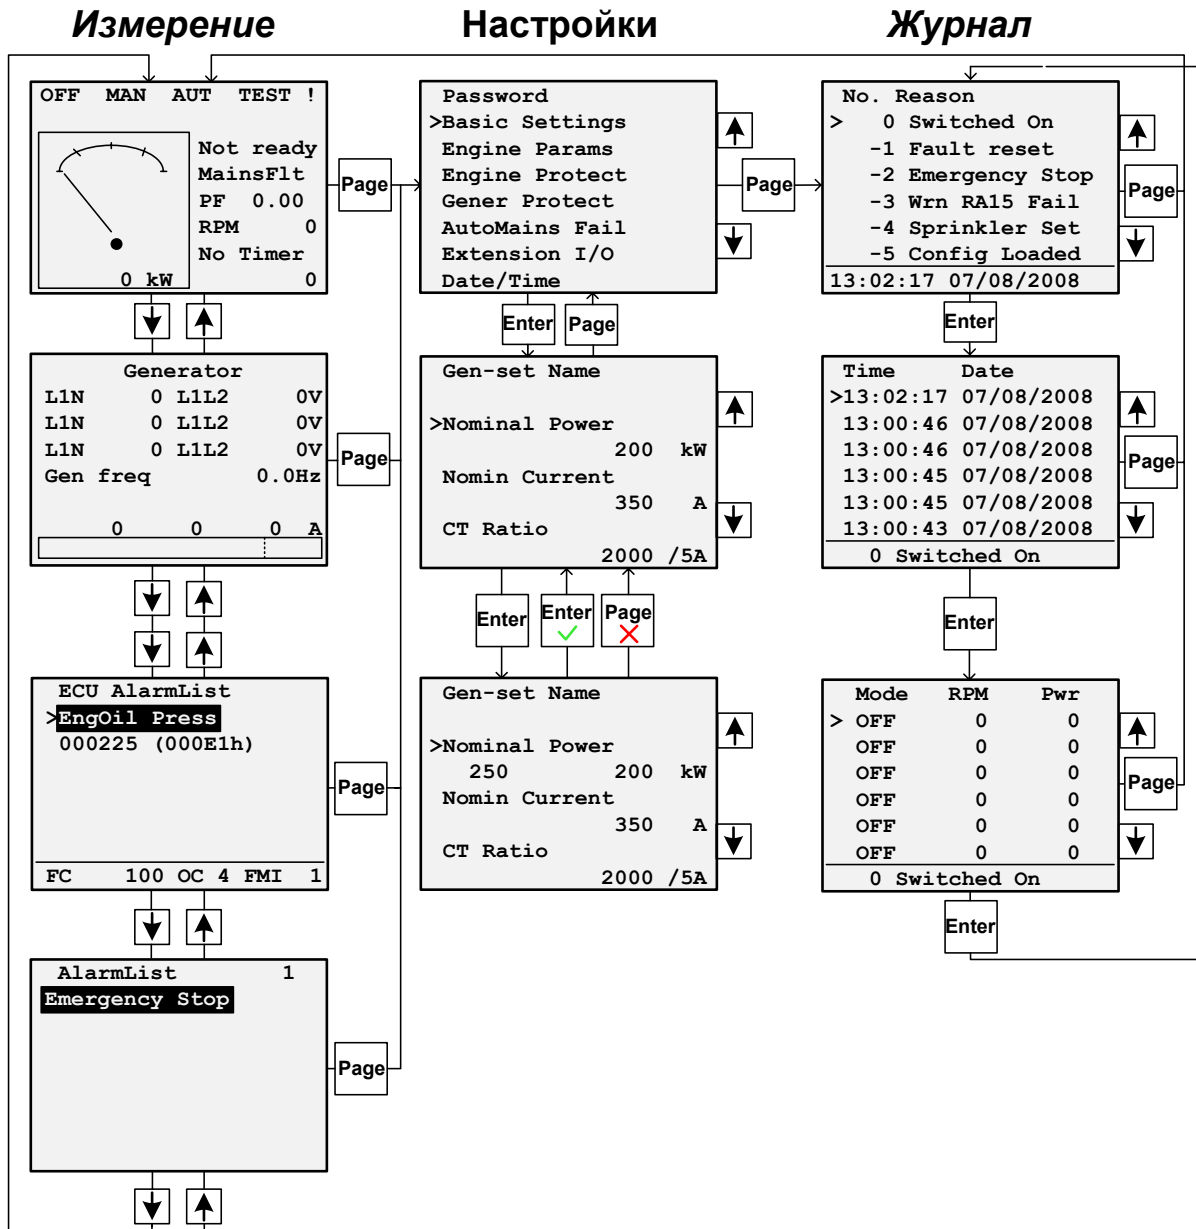 Измерение
Настройки
Журнал
OFF MAN AUT TEST !
Not ready
MainsFlt
PF 0.00
RPM 0
No Timer
0 kW 0
Page
Password
>Basic Settings
Engine Params
Engine Protect
Gener Protect
AutoMains Fail
Extension I/O
Date/Time
Page
No. Reason
> 0 Switched On
-1 Fault reset
-2 Emergency Stop
-3 Wrn RA15 Fail
-4 Sprinkler Set
-5 Config Loaded
13:02:17 07/08/2008
Page
Enter
Page
Enter
Generator
L1N 0 L1L2 0V
L1N 0 L1L2 0V
L1N 0 L1L2 0V
Gen freq 0.0Hz
0 0 0 A
Page
Gen-set Name
>Nominal Power
200 kW
Nomin Current
350 A
CT Ratio
2000 /5A
Time Date
>13:02:17 07/08/2008
13:00:46 07/08/2008
13:00:46 07/08/2008
13:00:45 07/08/2008
13:00:45 07/08/2008
13:00:43 07/08/2008
0 Switched On
Page
Enter
Enter
Page
Enter
ECU AlarmList
>EngOil Press
000225 (000E1h)
FC 100 OC 4 FMI 1
Page
Gen-set Name
>Nominal Power
250 200 kW
Nomin Current
350 A
CT Ratio
2000 /5A
Mode RPM Pwr
> OFF 0 0
OFF 0 0
OFF 0 0
OFF 0 0
OFF 0 0
OFF 0 0
0 Switched On
Page
Enter
AlarmList 1
Emergency Stop
Page